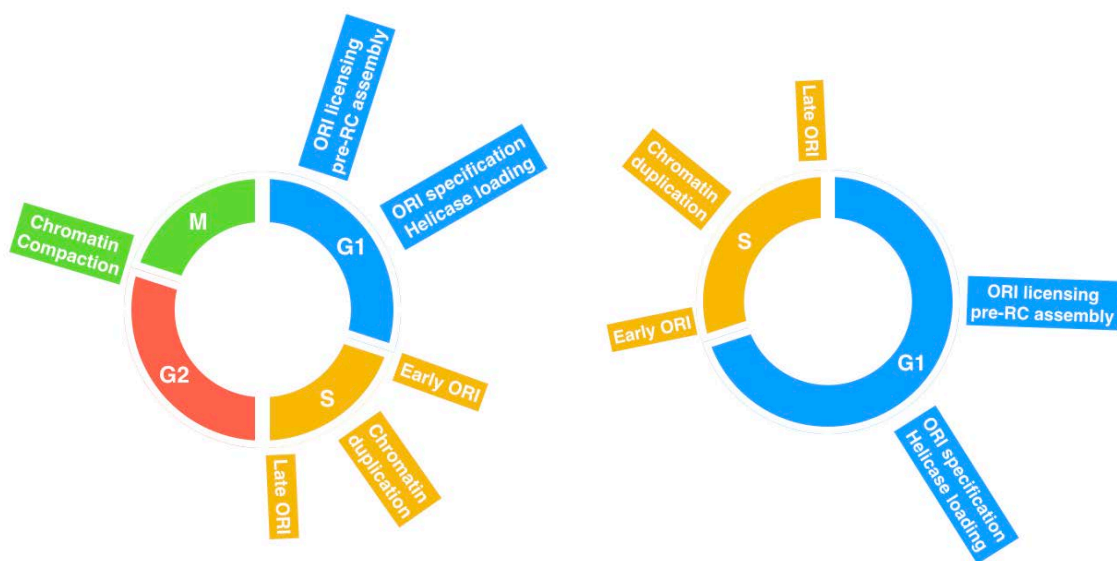 ORI licensing
pre-RC assembly
ORI specification
Helicase loading
G1
M
Chromatin
Compaction
G2
S
Early ORI
Chromatin
duplication
Late ORI
Late ORI
Chromatin
duplication
S
Early ORI
ORI licensing
pre-RC assembly
G1
ORI specification
Helicase loading